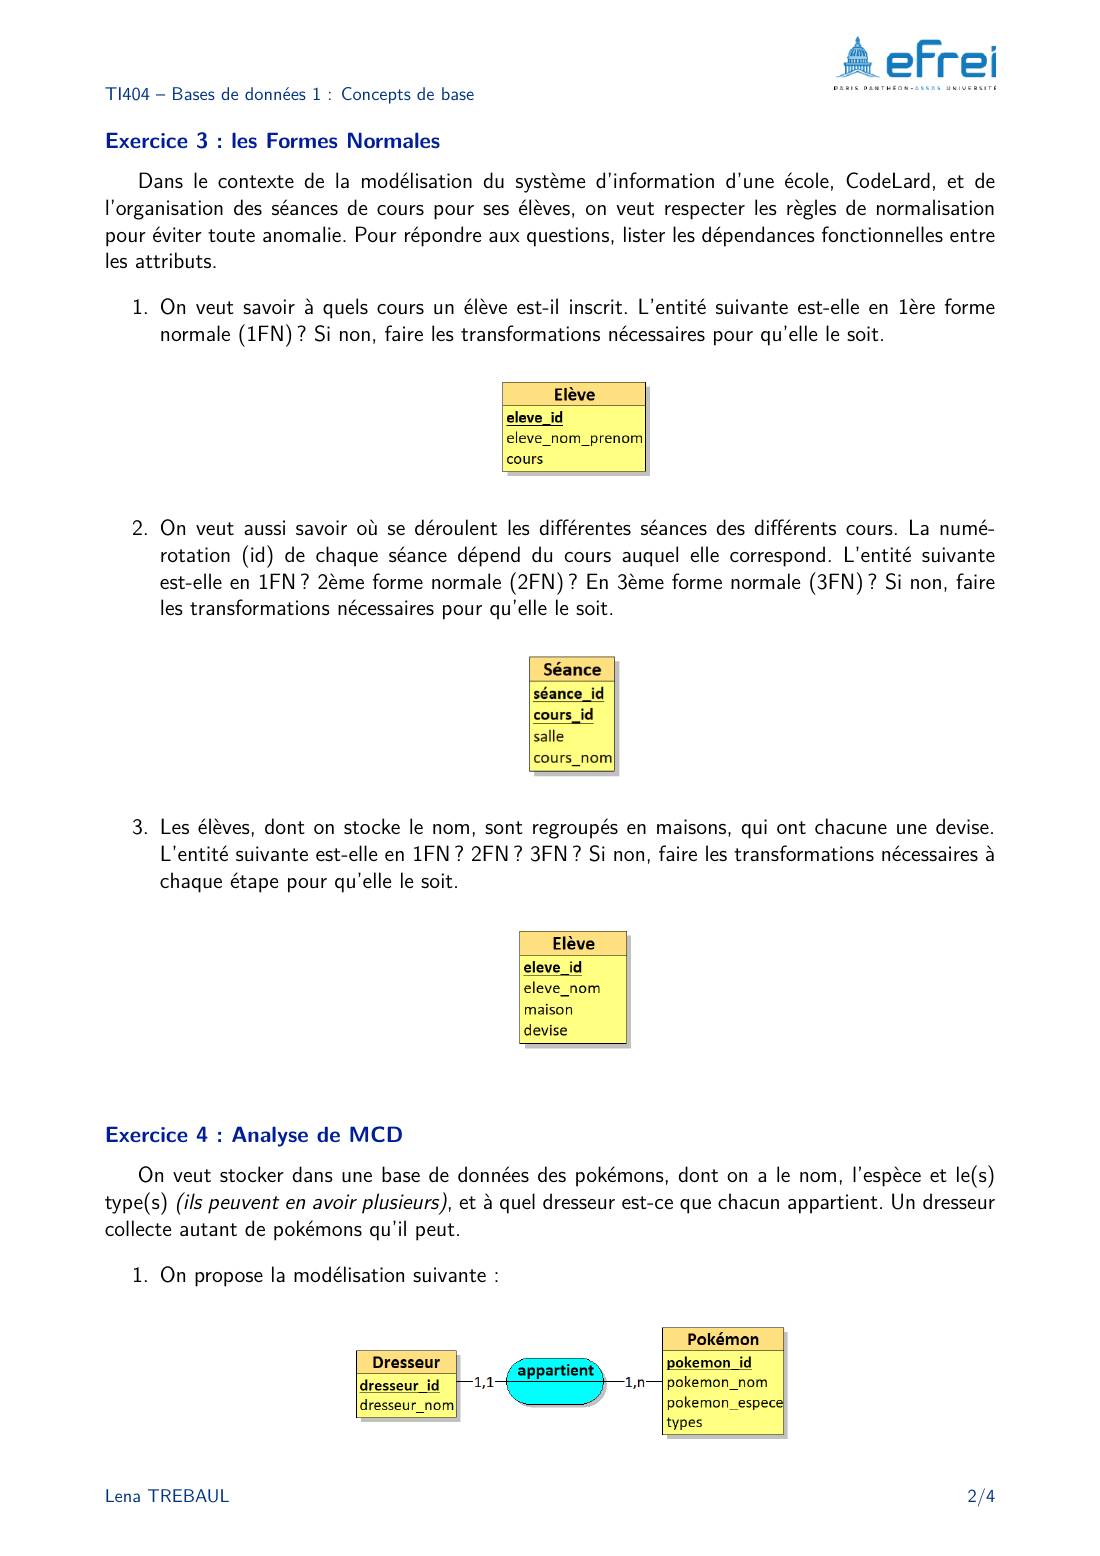 efrei
PARIS PANTHÉON-ASSAS UNIVERSITÉ
TI404 – Bases de données 1 : Concepts de base
Exercice 3 : les Formes Normales
Dans le contexte de la modélisation du système d'information d'une école, CodeLard, et de
l'organisation des séances de cours pour ses élèves, on veut respecter les règles de normalisation
pour éviter toute anomalie. Pour répondre aux questions, lister les dépendances fonctionnelles entre
les attributs.
1. On veut savoir à quels cours un élève est-il inscrit. L'entité suivante est-elle en 1ère forme
normale (1FN) ? Si non, faire les transformations nécessaires pour qu'elle le soit.
Elève
eleve_id
eleve_nom_prenom
cours
2. On veut aussi savoir où se déroulent les différentes séances des différents cours. La numé-
rotation (id) de chaque séance dépend du cours auquel elle correspond. L'entité suivante
est-elle en 1FN ? 2ème forme normale (2FN) ? En 3ème forme normale (3FN) ? Si non, faire
les transformations nécessaires pour qu'elle le soit.
Séance
séance_id
cours_id
salle
cours_nom
3. Les élèves, dont on stocke le nom, sont regroupés en maisons, qui ont chacune une devise.
L'entité suivante est-elle en 1FN ? 2FN ? 3FN ? Si non, faire les transformations nécessaires à
chaque étape pour qu'elle le soit.
Elève
eleve_id
eleve_nom
maison
devise
Exercice 4 : Analyse de MCD
On veut stocker dans une base de données des pokémons, dont on a le nom, l'espèce et le(s)
type(s) (ils peuvent en avoir plusieurs), et à quel dresseur est-ce que chacun appartient. Un dresseur
collecte autant de pokémons qu'il peut.
1. On propose la modélisation suivante :
Dresseur
dresseur_id
dresseur_nom
1,1
appartient
1,n
Pokémon
pokemon_id
pokemon_nom
pokemon_espece
types
Lena TREBAUL
2/4